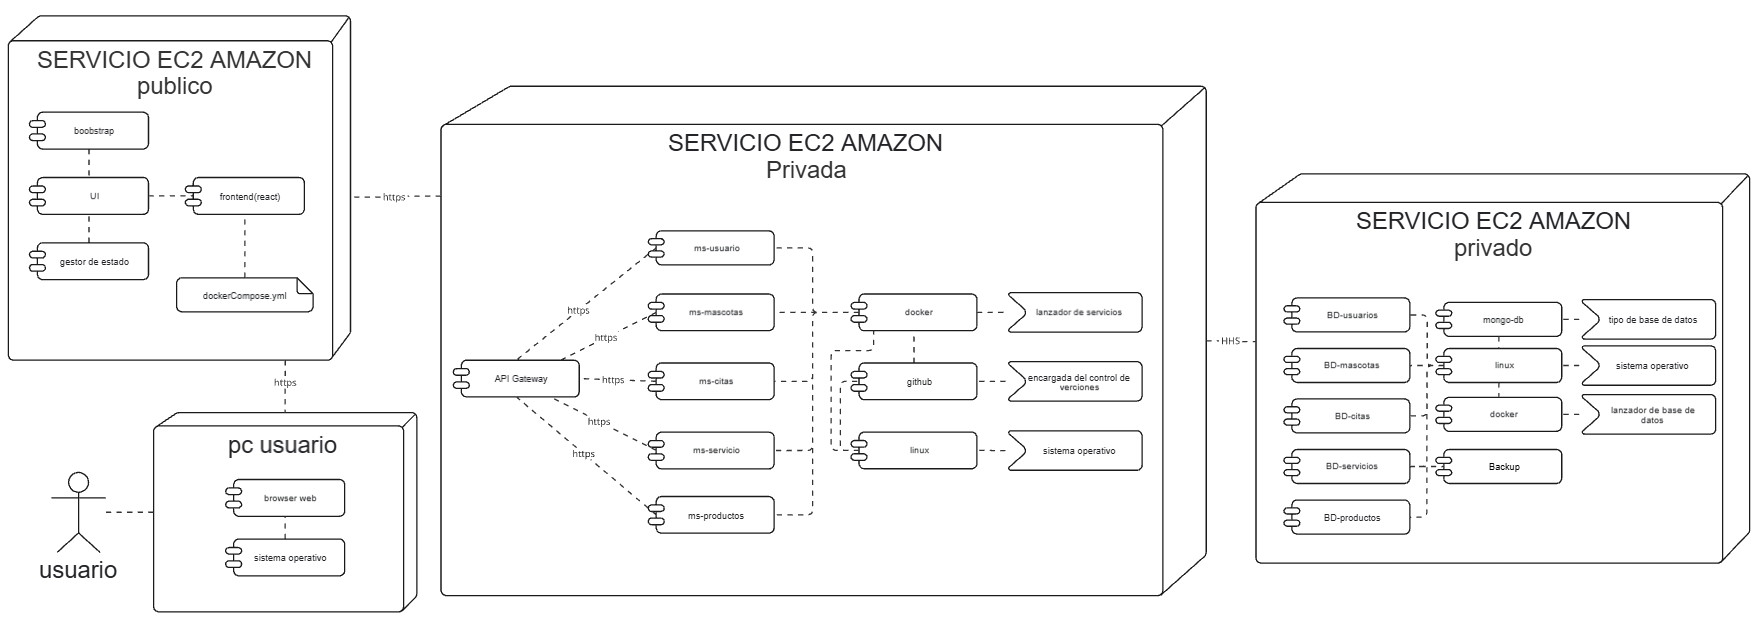 SERVICIO EC2 AMAZON
publico
boobstrap
UI
frontend(react)
gestor de estado
dockerCompose.yml
https
https
pc usuario
browser web
sistema operativo
usuario
SERVICIO EC2 AMAZON
Privada
ms-usuario
https
ms-mascotas
docker
lanzador de servicios
https
API Gateway
https
ms-citas
github
encargada del control de
verciones
https
ms-servicio
linux
sistema operativo
https
ms-productos
HHS
SERVICIO EC2 AMAZON
privado
BD-usuarios
mongo-db
tipo de base de datos
BD-mascotas
linux
sistema operativo
BD-citas
docker
lanzador de base de
datos
BD-servicios
Backup
BD-productos